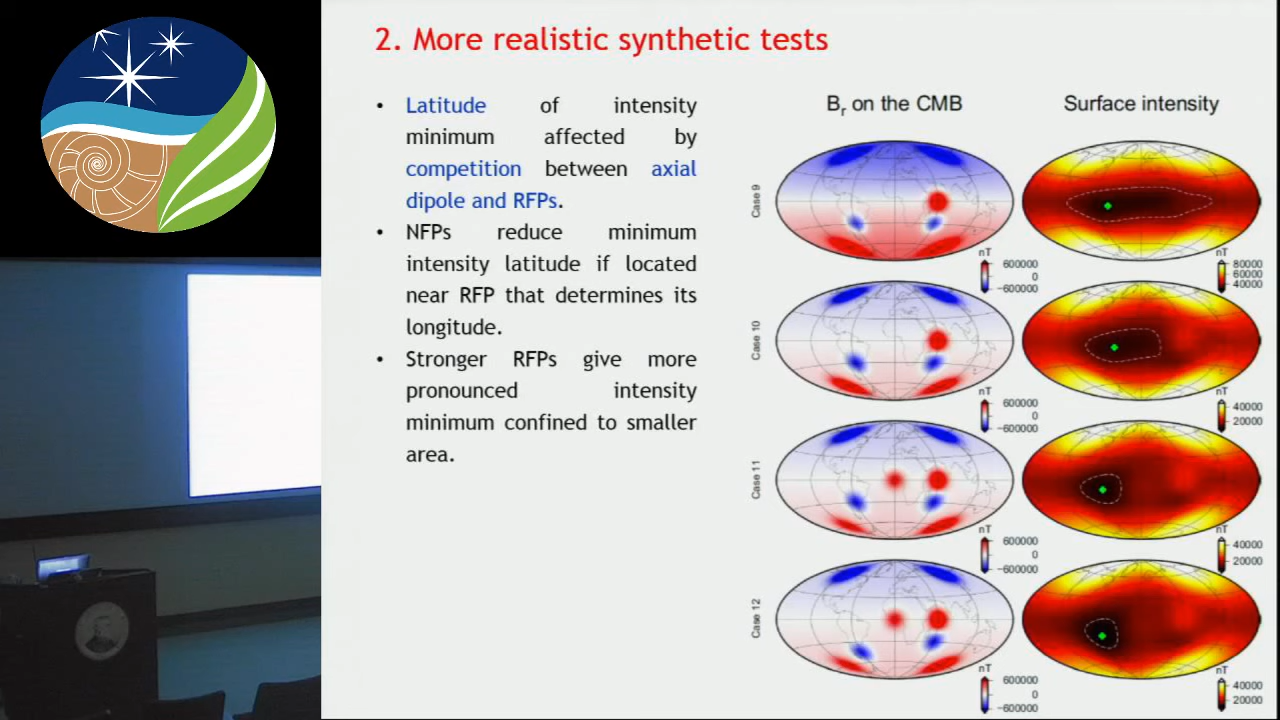 2. More realistic synthetic tests
• Latitude of intensity
minimum affected by
competition between axial
dipole and RFPs.
• NFPs reduce minimum
intensity latitude if located
near RFP that determines its
longitude.
• Stronger RFPs give more
pronounced intensity
minimum confined to smaller
area.
Br on the CMB
Surface intensity
Case 9
nT
600000
0
−600000
nT
80000
60000
40000
Case 10
nT
600000
0
−600000
nT
40000
20000
Case 11
nT
600000
0
−600000
nT
40000
20000
Case 12
nT
600000
0
−600000
nT
40000
20000